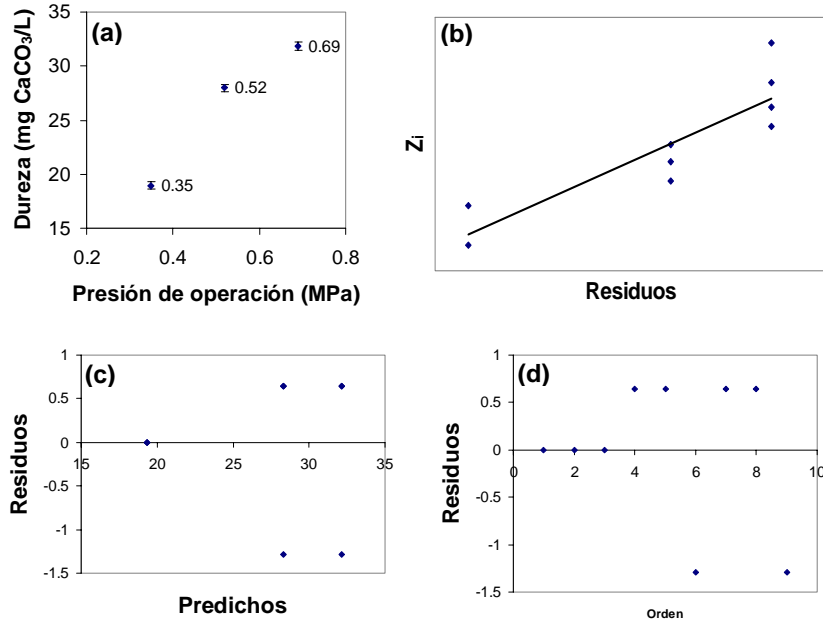 (a)
Dureza (mg CaCO₃/L)
35
30
25
20
15
0.69
0.52
0.35
0.2 0.4 0.6 0.8
Presión de operación (MPa)
(b)
Zi
Residuos
(c)
Residuos
1
0.5
0
-0.5
-1
-1.5
15 20 25 30 35
Predichos
(d)
Residuos
1
0.5
0
-0.5
-1
-1.5
0 2 4 6 8 10
Orden